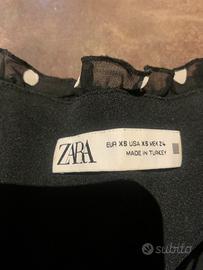 ZARA
EUR XS USA XS MEX 24
MADE IN TURKEY
subito